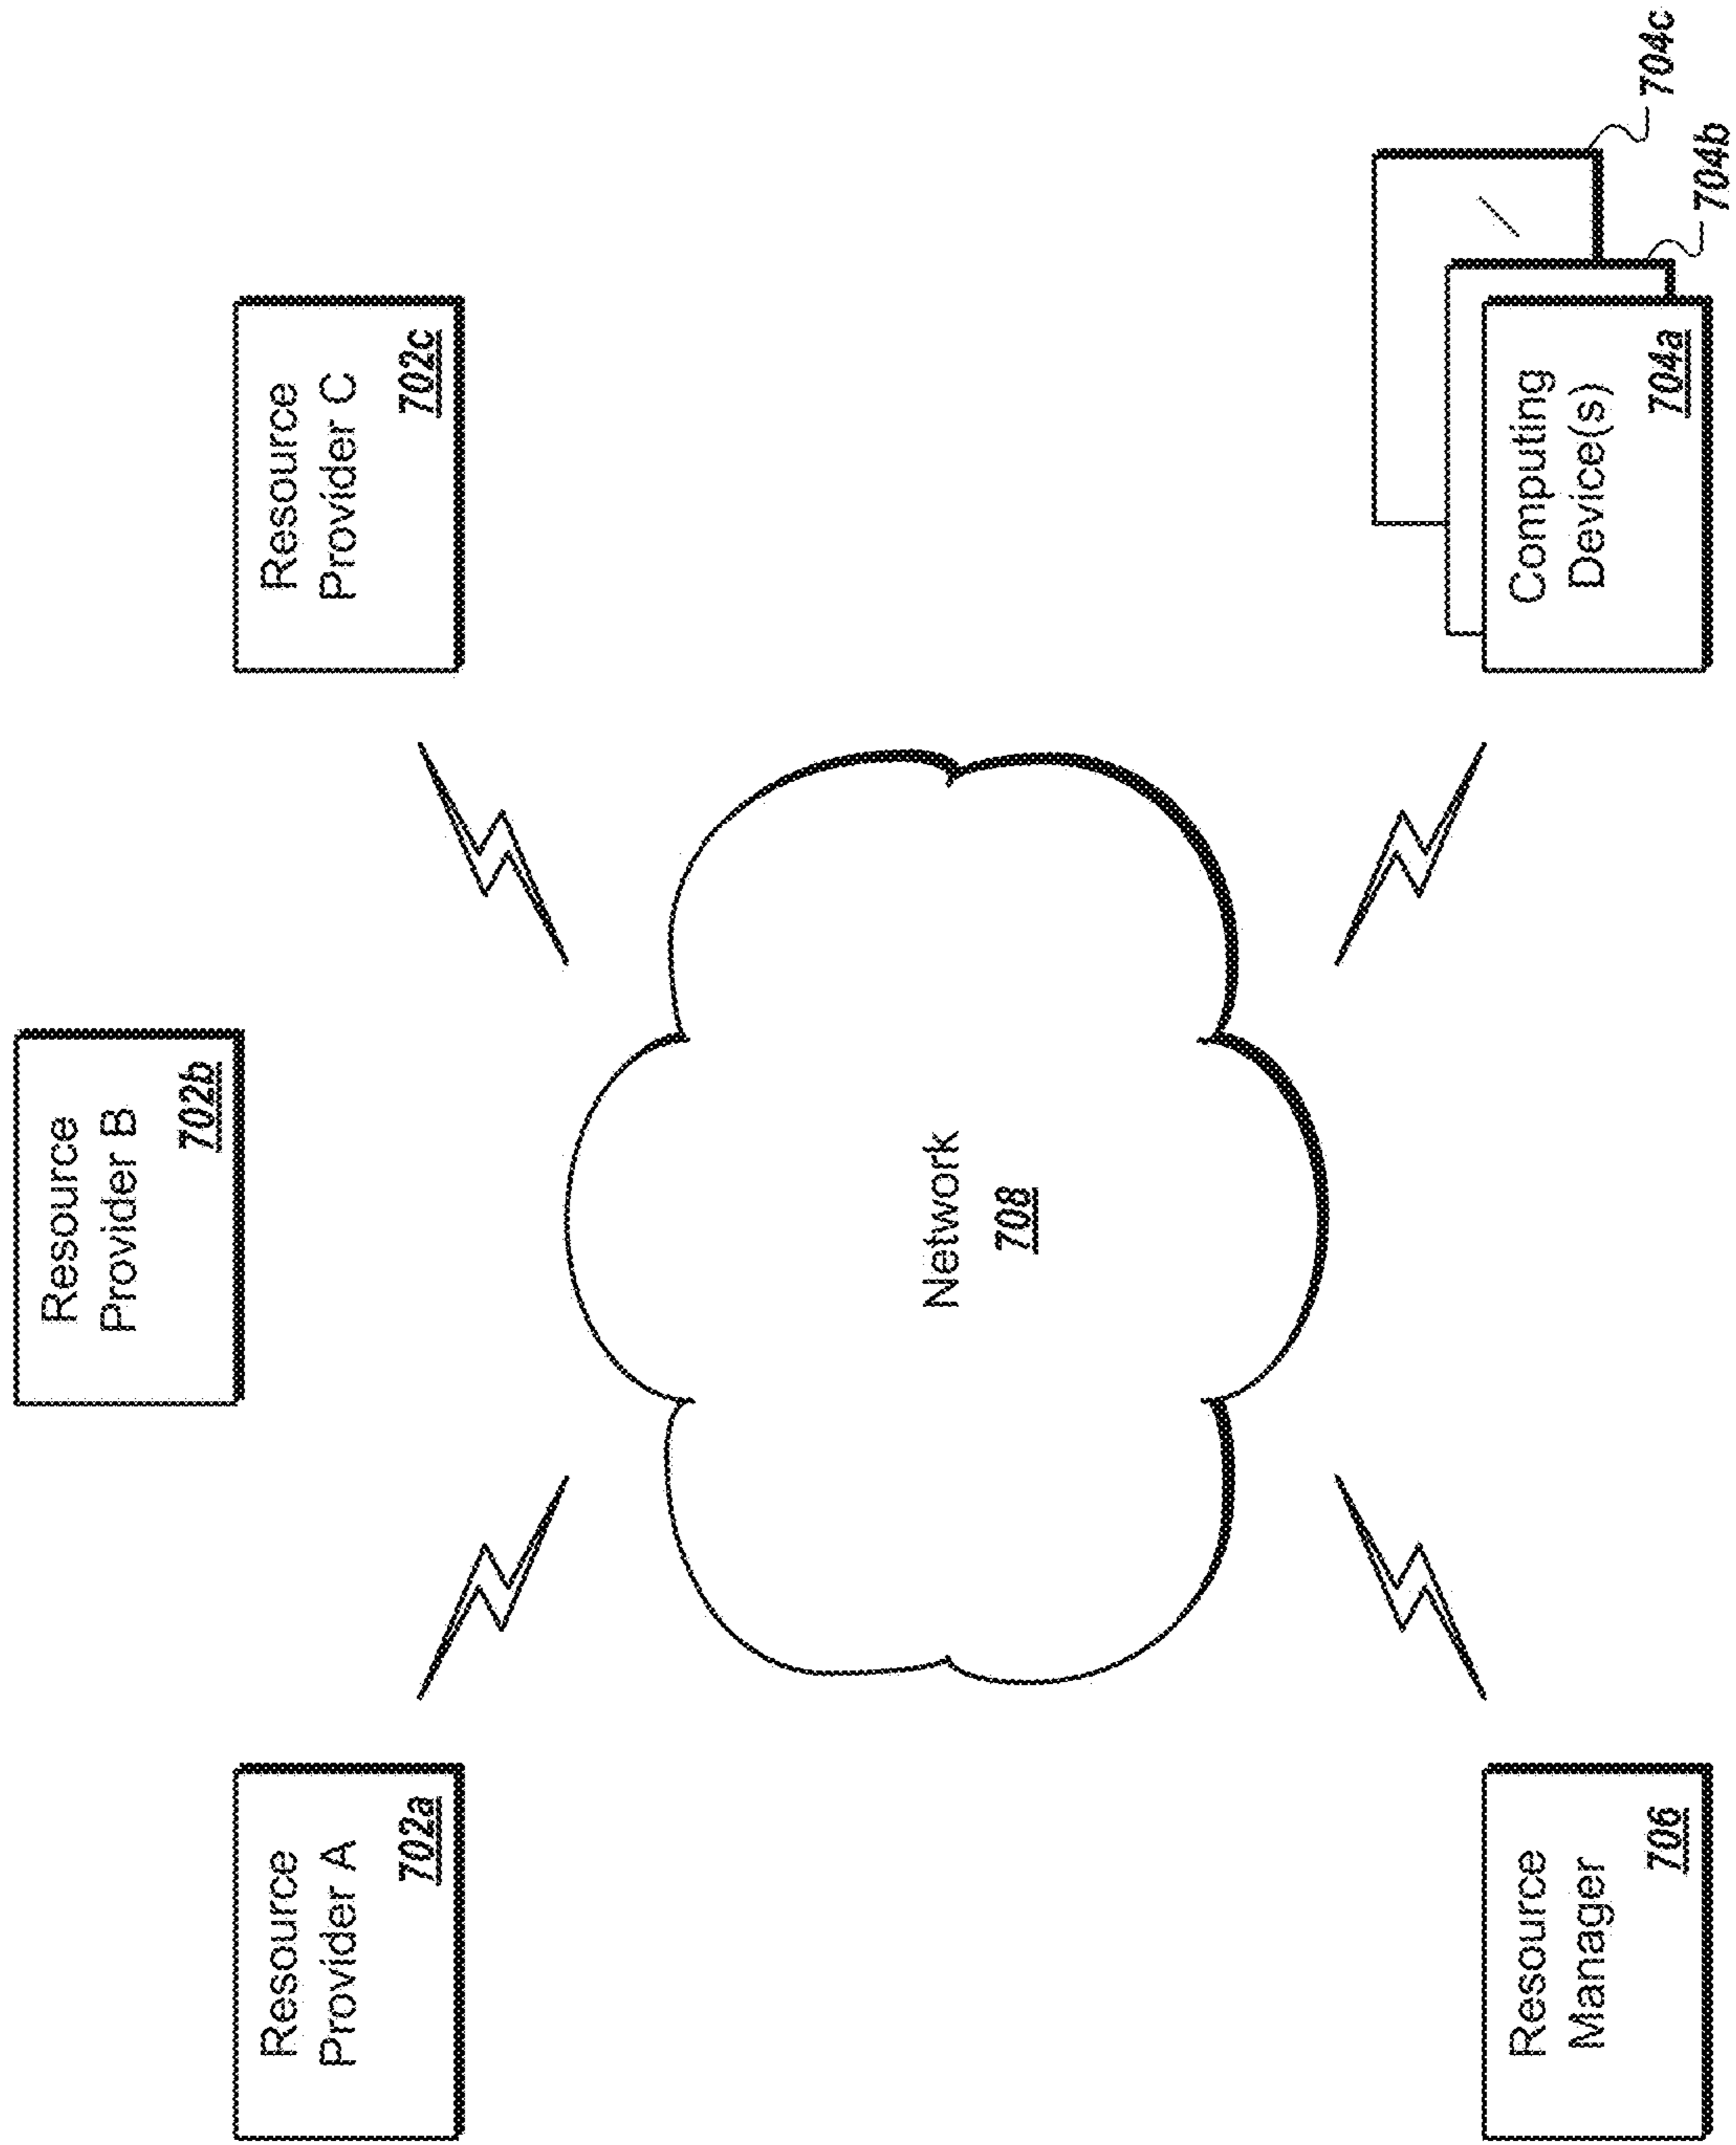 Resource
Provider B
702b
Resource
Provider A
702a
Resource
Provider C
702c
Network
708
Resource
Manager
706
Computing
Device(s)
704a
704b
704c